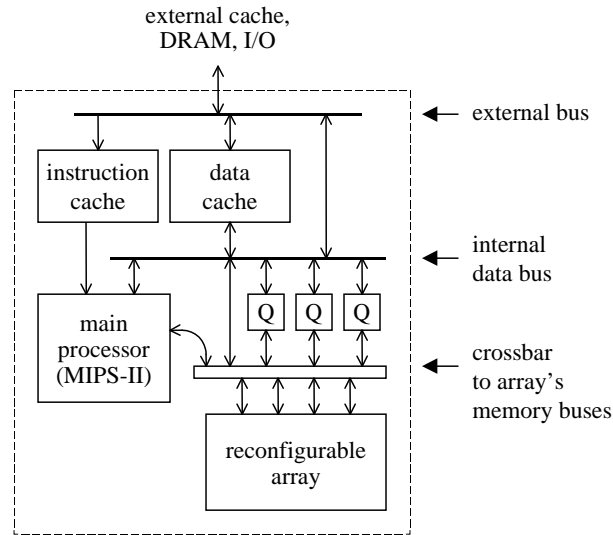 external cache,
DRAM, I/O
external bus
instruction
cache
data
cache
internal
data bus
Q Q Q
main
processor
(MIPS-II)
crossbar
to array's
memory buses
reconfigurable
array